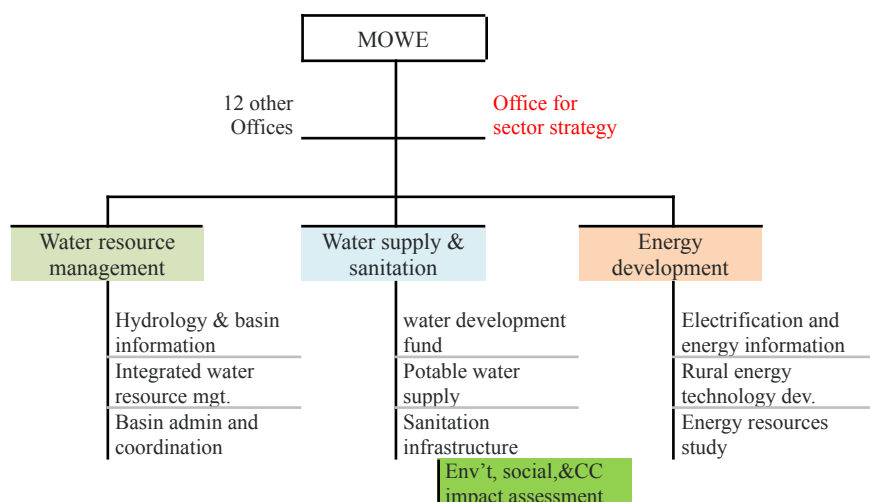 MOWE
12 other
Offices
Office for
sector strategy
Water resource
management
Water supply &
sanitation
Energy
development
Hydrology & basin
information
Integrated water
resource mgt.
Basin admin and
coordination
water development
fund
Potable water
supply
Sanitation
infrastructure
Env't, social,&CC
impact assessment
Electrification and
energy information
Rural energy
technology dev.
Energy resources
study